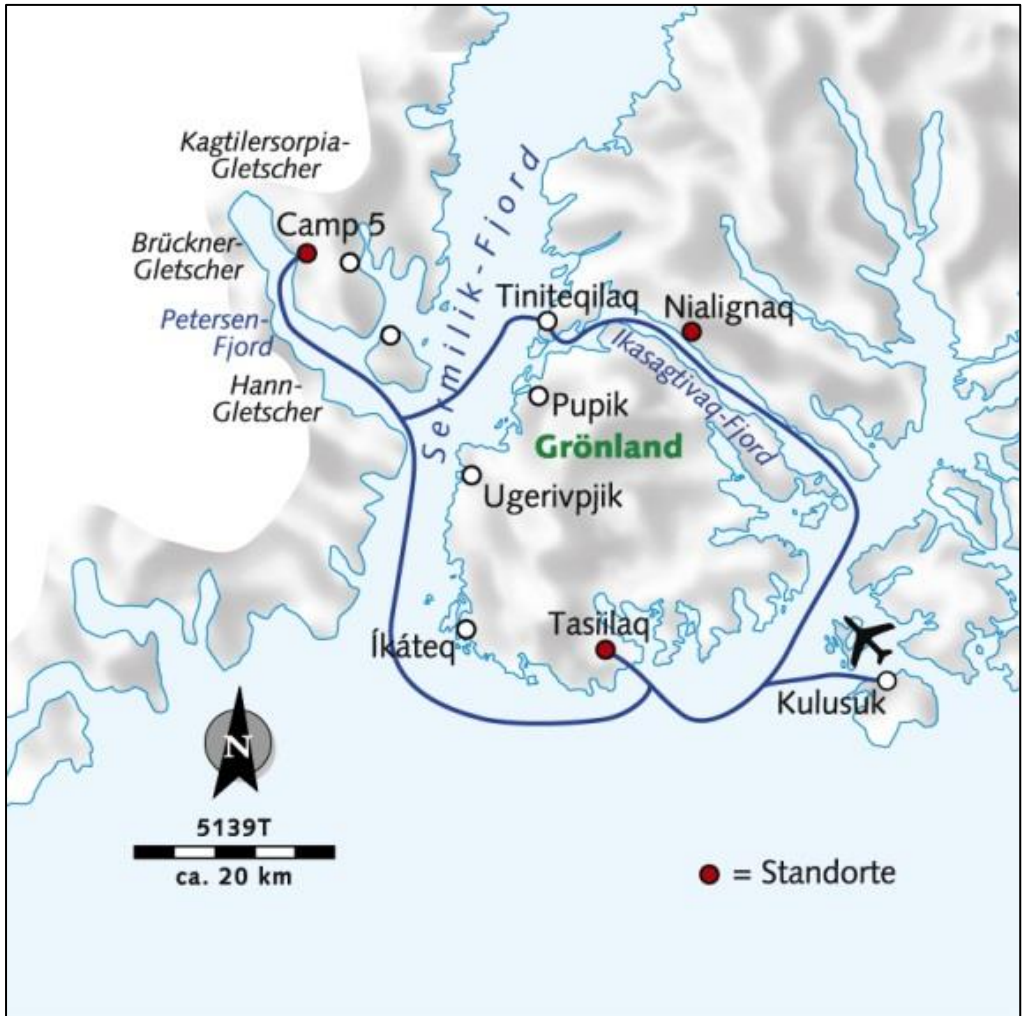 Kagtilersorpia-
Gletscher
Camp 5
Brückner-
Gletscher
Petersen-
Fjord
Hann-
Gletscher
Sermilik-Fjord
Tiniteqilaq
Nialignaq
Ikasagtivaq-Fjord
Pupik
Grönland
Ugerivpjik
Tasiilaq
Íkáteq
Kulusuk
N
5139T
ca. 20 km
= Standorte